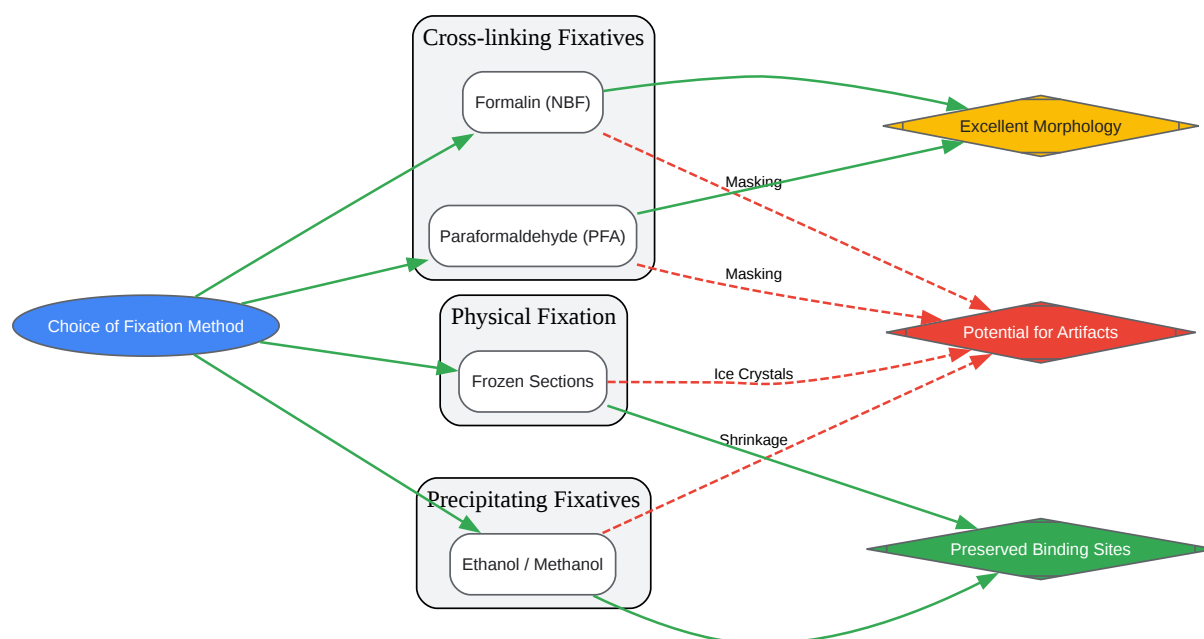 Cross-linking Fixatives
Formalin (NBF)
Excellent Morphology
Masking
Paraformaldehyde (PFA)
Masking
Choice of Fixation Method
Physical Fixation
Potential for Artifacts
Frozen Sections
Ice Crystals
Shrinkage
Precipitating Fixatives
Ethanol / Methanol
Preserved Binding Sites